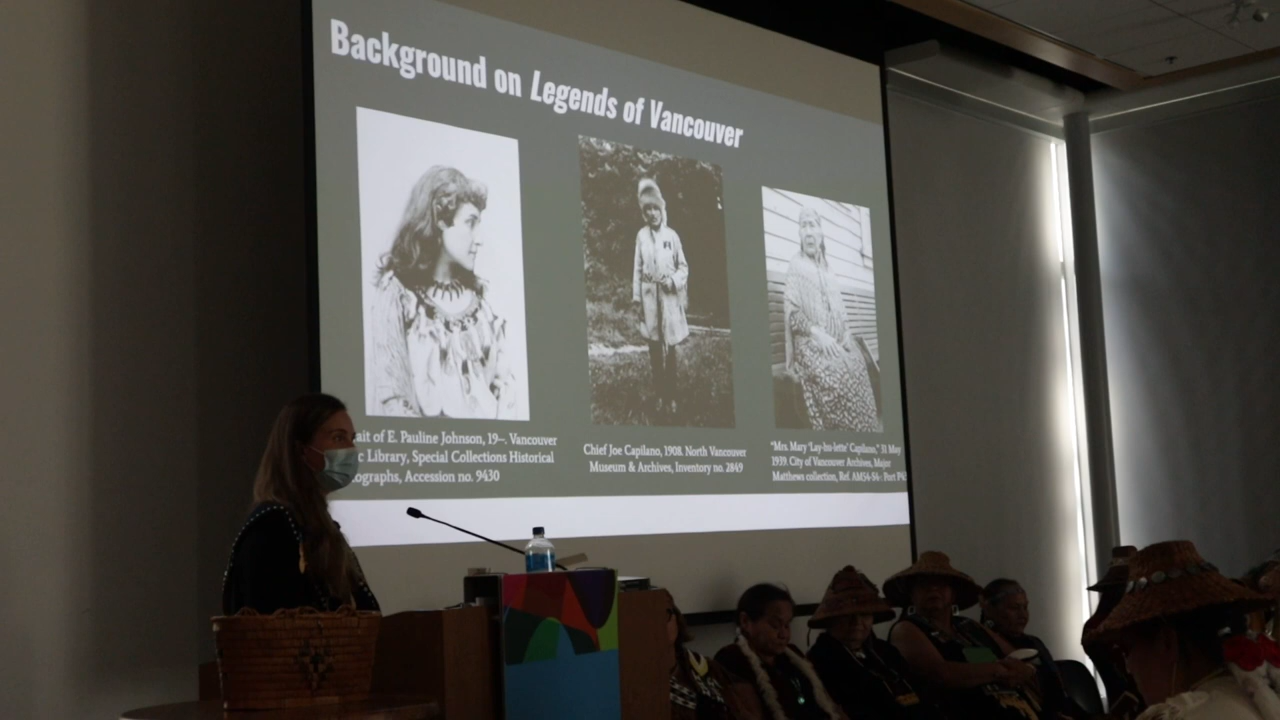 Background on Legends of Vancouver
ait of E. Pauline Johnson, 19--. Vancouver
c Library, Special Collections Historical
ographs, Accession no. 9430
Chief Joe Capilano, 1908. North Vancouver
Museum & Archives, Inventory no. 2849
"Mrs. Mary 'Lay-hu-lette' Capilano," 31 May
1939. City of Vancouver Archives, Major
Matthews collection, Ref. AM54-S4-: Port